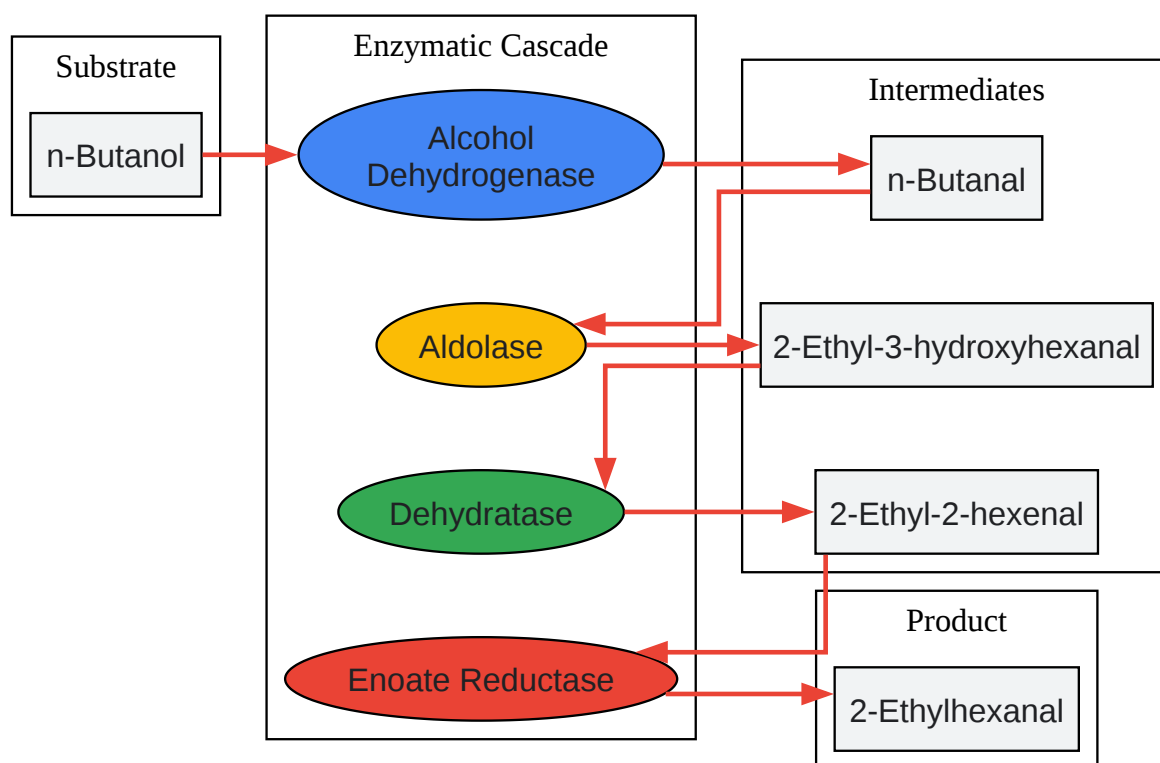 Substrate
n-Butanol
Enzymatic Cascade
Alcohol
Dehydrogenase
Aldolase
Dehydratase
Enoate Reductase
Intermediates
n-Butanal
2-Ethyl-3-hydroxyhexanal
2-Ethyl-2-hexenal
Product
2-Ethylhexanal